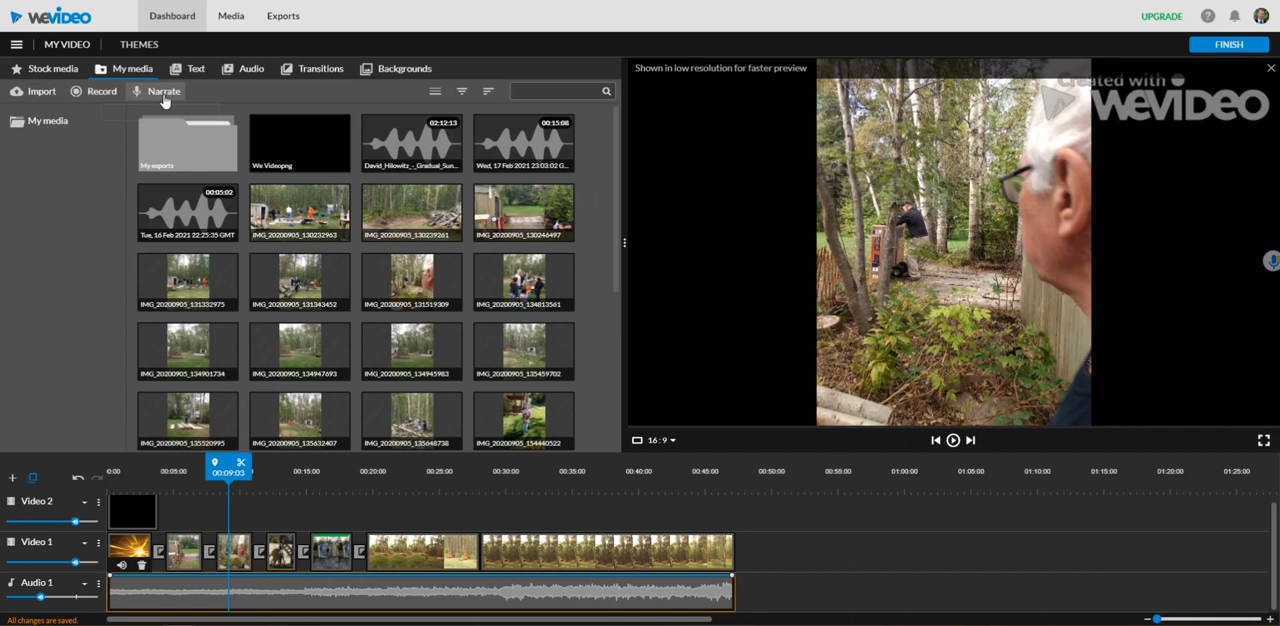 WEVIDEO
Dashboard Media Exports
UPGRADE ?
MY VIDEO THEMES
FINISH
Stock media My media Text Audio Transitions Backgrounds
Import Record Narrate
My media
My exports
We Videopng
02:12:13
David_Hilowitz_-_Gradual_Sun...
00:15:08
Wed, 17 Feb 2021 23:03:02 G...
00:05:02
Tue, 16 Feb 2021 22:25:35 GMT
IMG_20200905_130232963
IMG_20200905_130239261
IMG_20200905_130246497
IMG_20200905_131332975
IMG_20200905_131343452
IMG_20200905_131519309
IMG_20200905_134813561
IMG_20200905_134901734
IMG_20200905_134947693
IMG_20200905_134945983
IMG_20200905_135459702
IMG_20200905_135520995
IMG_20200905_135632407
IMG_20200905_135648738
IMG_20200905_154440522
Shown in low resolution for faster preview
Created with
WEVIDEO
16:9
0:00 00:05:00 00:09:03 00:15:00 00:20:00 00:25:00 00:30:00 00:35:00 00:40:00 00:45:00 00:50:00 00:55:00 01:00:00 01:05:00 01:10:00 01:15:00 01:20:00 01:25:00
Video 2
Video 1
Audio 1
All changes are saved.